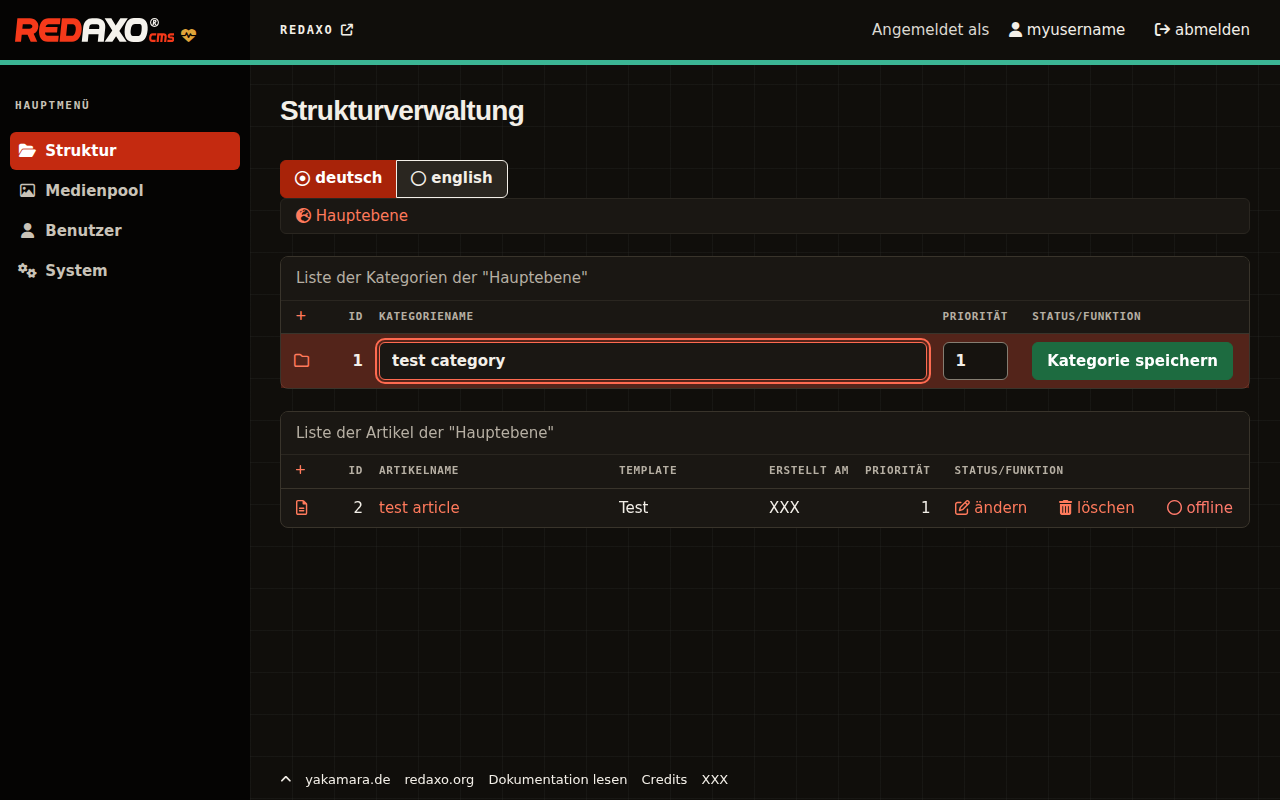 REDAXO® cms
REDAXO
Angemeldet als myusername abmelden
HAUPTMENÜ
Struktur
Medienpool
Benutzer
System
Strukturverwaltung
deutsch english
Hauptebene
Liste der Kategorien der "Hauptebene"
+ ID KATEGORIENAME PRIORITÄT STATUS/FUNKTION
1 test category 1 Kategorie speichern
Liste der Artikel der "Hauptebene"
+ ID ARTIKELNAME TEMPLATE ERSTELLT AM PRIORITÄT STATUS/FUNKTION
2 test article Test XXX 1 ändern löschen offline
yakamara.de redaxo.org Dokumentation lesen Credits XXX